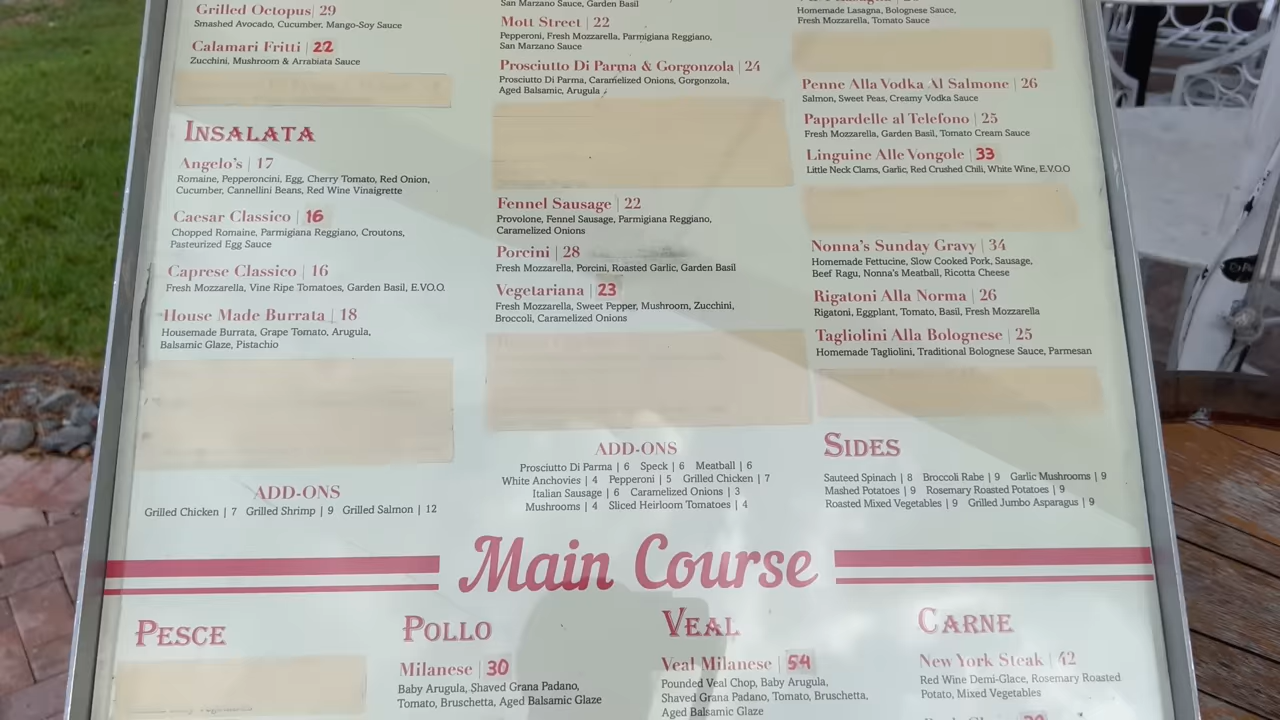 Grilled Octopus| 29
Smashed Avocado, Cucumber, Mango-Soy Sauce
Calamari Fritti | 22
Zucchini, Mushroom & Arrabiata Sauce
INSALATA
Angelo's | 17
Romaine, Pepperoncini, Egg, Cherry Tomato, Red Onion,
Cucumber, Cannellini Beans, Red Wine Vinaigrette
Caesar Classico | 16
Chopped Romaine, Parmigiana Reggiano, Croutons,
Pasteurized Egg Sauce
Caprese Classico | 16
Fresh Mozzarella, Vine Ripe Tomatoes, Garden Basil, E.V.O.O.
House Made Burrata | 18
Housemade Burrata, Grape Tomato, Arugula,
Balsamic Glaze, Pistachio
ADD-ONS
Grilled Chicken | 7 Grilled Shrimp | 9 Grilled Salmon | 12
San Marzano Sauce, Garden Basil
Mott Street | 22
Pepperoni, Fresh Mozzarella, Parmigiana Reggiano,
San Marzano Sauce
Prosciutto Di Parma & Gorgonzola | 24
Prosciutto Di Parma, Caramelized Onions, Gorgonzola,
Aged Balsamic, Arugula
Fennel Sausage | 22
Provolone, Fennel Sausage, Parmigiana Reggiano,
Caramelized Onions
Porcini | 28
Fresh Mozzarella, Porcini, Roasted Garlic, Garden Basil
Vegetariana | 23
Fresh Mozzarella, Sweet Pepper, Mushroom, Zucchini,
Broccoli, Caramelized Onions
ADD-ONS
Prosciutto Di Parma | 6 Speck | 6 Meatball | 6
White Anchovies | 4 Pepperoni | 5 Grilled Chicken | 7
Italian Sausage | 6 Caramelized Onions | 3
Mushrooms | 4 Sliced Heirloom Tomatoes | 4
Homemade Lasagna, Bolognese Sauce,
Fresh Mozzarella, Tomato Sauce
Penne Alla Vodka Al Salmone | 26
Salmon, Sweet Peas, Creamy Vodka Sauce
Pappardelle al Telefono | 25
Fresh Mozzarella, Garden Basil, Tomato Cream Sauce
Linguine Alle Vongole | 33
Little Neck Clams, Garlic, Red Crushed Chili, White Wine, E.V.O.O
Nonna's Sunday Gravy | 34
Homemade Fettucine, Slow Cooked Pork, Sausage,
Beef Ragu, Nonna's Meatball, Ricotta Cheese
Rigatoni Alla Norma | 26
Rigatoni, Eggplant, Tomato, Basil, Fresh Mozzarella
Tagliolini Alla Bolognese | 25
Homemade Tagliolini, Traditional Bolognese Sauce, Parmesan
SIDES
Sauteed Spinach | 8 Broccoli Rabe | 9 Garlic Mushrooms | 9
Mashed Potatoes | 9 Rosemary Roasted Potatoes | 9
Roasted Mixed Vegetables | 9 Grilled Jumbo Asparagus | 9
Main Course
PESCE
POLLO
Milanese | 30
Baby Arugula, Shaved Grana Padano,
Tomato, Bruschetta, Aged Balsamic Glaze
VEAL
Veal Milanese | 54
Pounded Veal Chop, Baby Arugula,
Shaved Grana Padano, Tomato, Bruschetta,
Aged Balsamic Glaze
CARNE
New York Steak | 42
Red Wine Demi-Glace, Rosemary Roasted
Potato, Mixed Vegetables